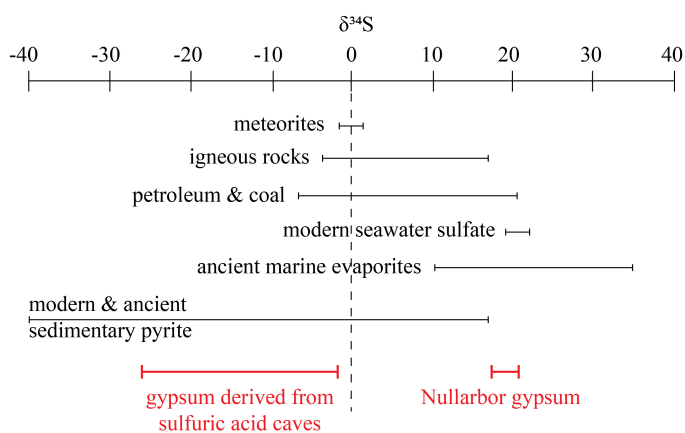 δ³⁴S
-40 -30 -20 -10 0 10 20 30 40
meteorites
igneous rocks
petroleum & coal
modern seawater sulfate
ancient marine evaporites
modern & ancient
sedimentary pyrite
gypsum derived from
sulfuric acid caves
Nullarbor gypsum